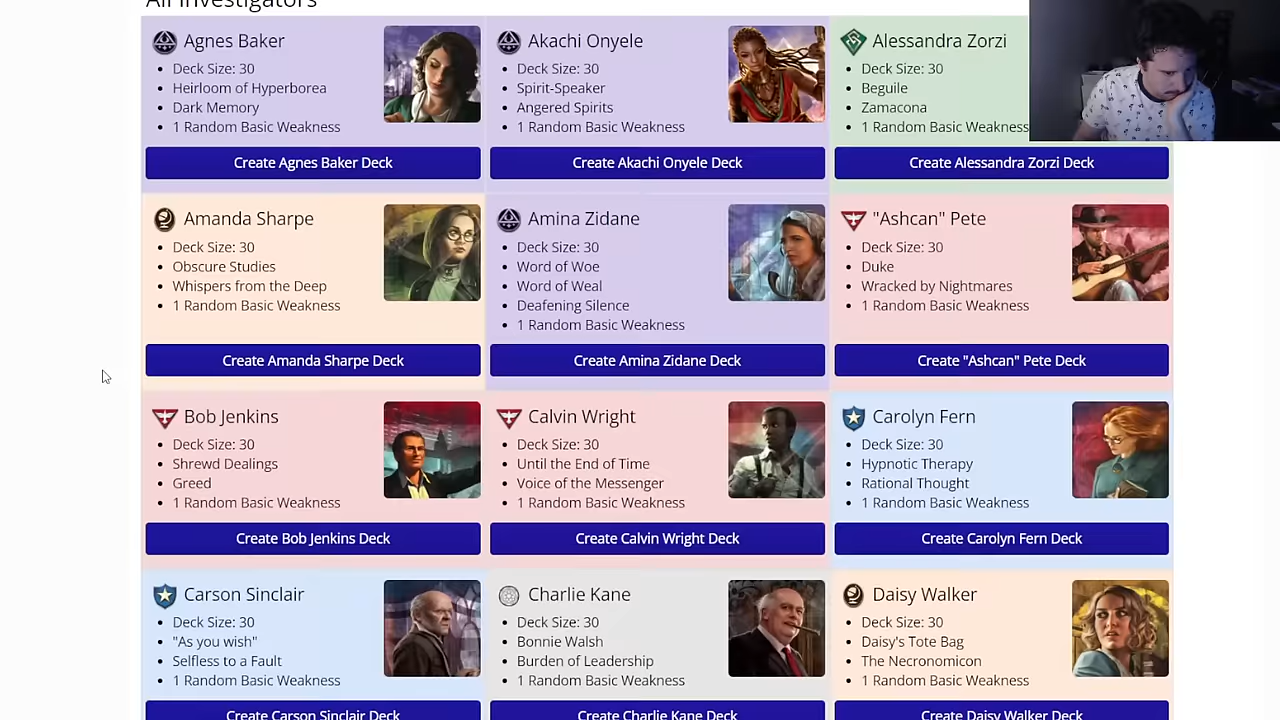 All Investigators
Agnes Baker
Deck Size: 30
Heirloom of Hyperborea
Dark Memory
1 Random Basic Weakness
Create Agnes Baker Deck
Akachi Onyele
Deck Size: 30
Spirit-Speaker
Angered Spirits
1 Random Basic Weakness
Create Akachi Onyele Deck
Alessandra Zorzi
Deck Size: 30
Beguile
Zamacona
1 Random Basic Weakness
Create Alessandra Zorzi Deck
Amanda Sharpe
Deck Size: 30
Obscure Studies
Whispers from the Deep
1 Random Basic Weakness
Create Amanda Sharpe Deck
Amina Zidane
Deck Size: 30
Word of Woe
Word of Weal
Deafening Silence
1 Random Basic Weakness
Create Amina Zidane Deck
"Ashcan" Pete
Deck Size: 30
Duke
Wracked by Nightmares
1 Random Basic Weakness
Create "Ashcan" Pete Deck
Bob Jenkins
Deck Size: 30
Shrewd Dealings
Greed
1 Random Basic Weakness
Create Bob Jenkins Deck
Calvin Wright
Deck Size: 30
Until the End of Time
Voice of the Messenger
1 Random Basic Weakness
Create Calvin Wright Deck
Carolyn Fern
Deck Size: 30
Hypnotic Therapy
Rational Thought
1 Random Basic Weakness
Create Carolyn Fern Deck
Carson Sinclair
Deck Size: 30
"As you wish"
Selfless to a Fault
1 Random Basic Weakness
Create Carson Sinclair Deck
Charlie Kane
Deck Size: 30
Bonnie Walsh
Burden of Leadership
1 Random Basic Weakness
Create Charlie Kane Deck
Daisy Walker
Deck Size: 30
Daisy's Tote Bag
The Necronomicon
1 Random Basic Weakness
Create Daisy Walker Deck